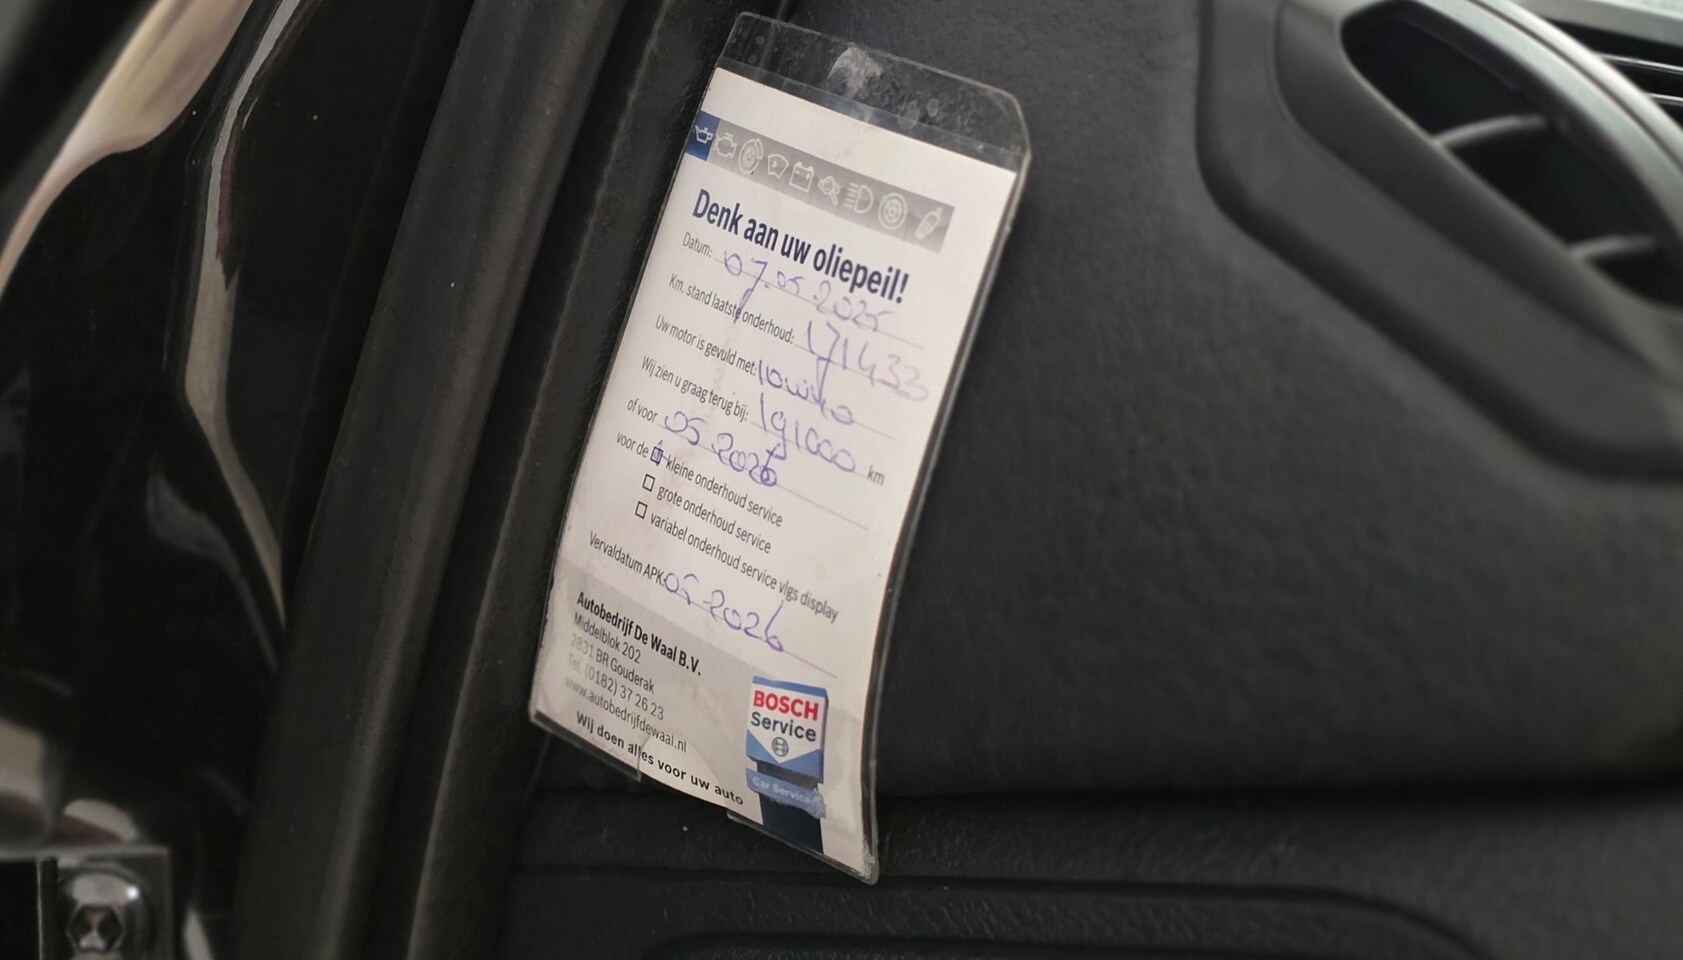 Denk aan uw oliepeil!
Datum: 07.05 2025
Km. stand laatste onderhoud: 171433
Uw motor is gevuld met: 10w40
Wij zien u graag terug bij: 191000 km
of voor 05 2026
voor de kleine onderhoud service
grote onderhoud service
variabel onderhoud service vlgs display
Vervaldatum APK: 05-2026
Autobedrijf De Waal B.V.
Middelblok 202
2831 BR Gouderak
Tel. (0182) 37 26 23
www.autobedrijfdewaal.nl
Wij doen alles voor uw auto
BOSCH
Service
Car Service